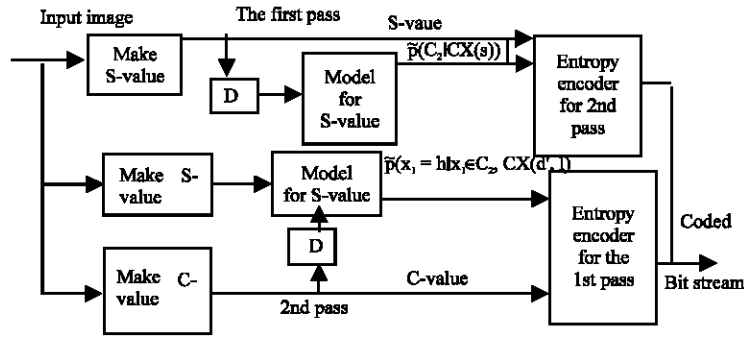 Input image
The first pass
S-vaue
Make
S-value
D
Model
for
S-value
p̃(C₂|CX(s))
Entropy
encoder
for 2nd
pass
Make S-
value
Model
for S-value
p̃(x₁ = h|x₁∈C₂, CX(d', l)
D
Make C-
value
2nd pass
C-value
Entropy
encoder
for the
1st pass
Coded
Bit stream